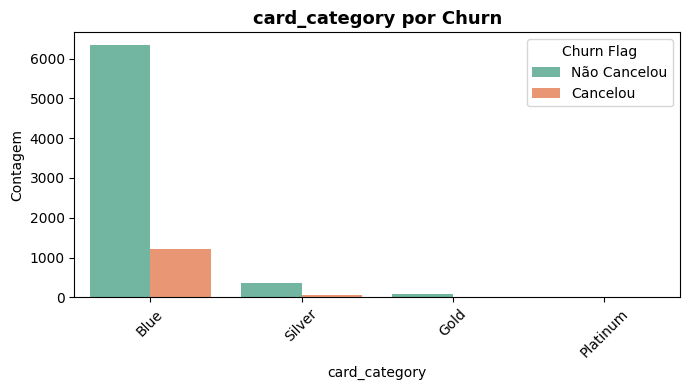 card_category por Churn
Churn Flag
Não Cancelou
Cancelou
Contagem
6000
5000
4000
3000
2000
1000
0
Blue
Silver
Gold
Platinum
card_category